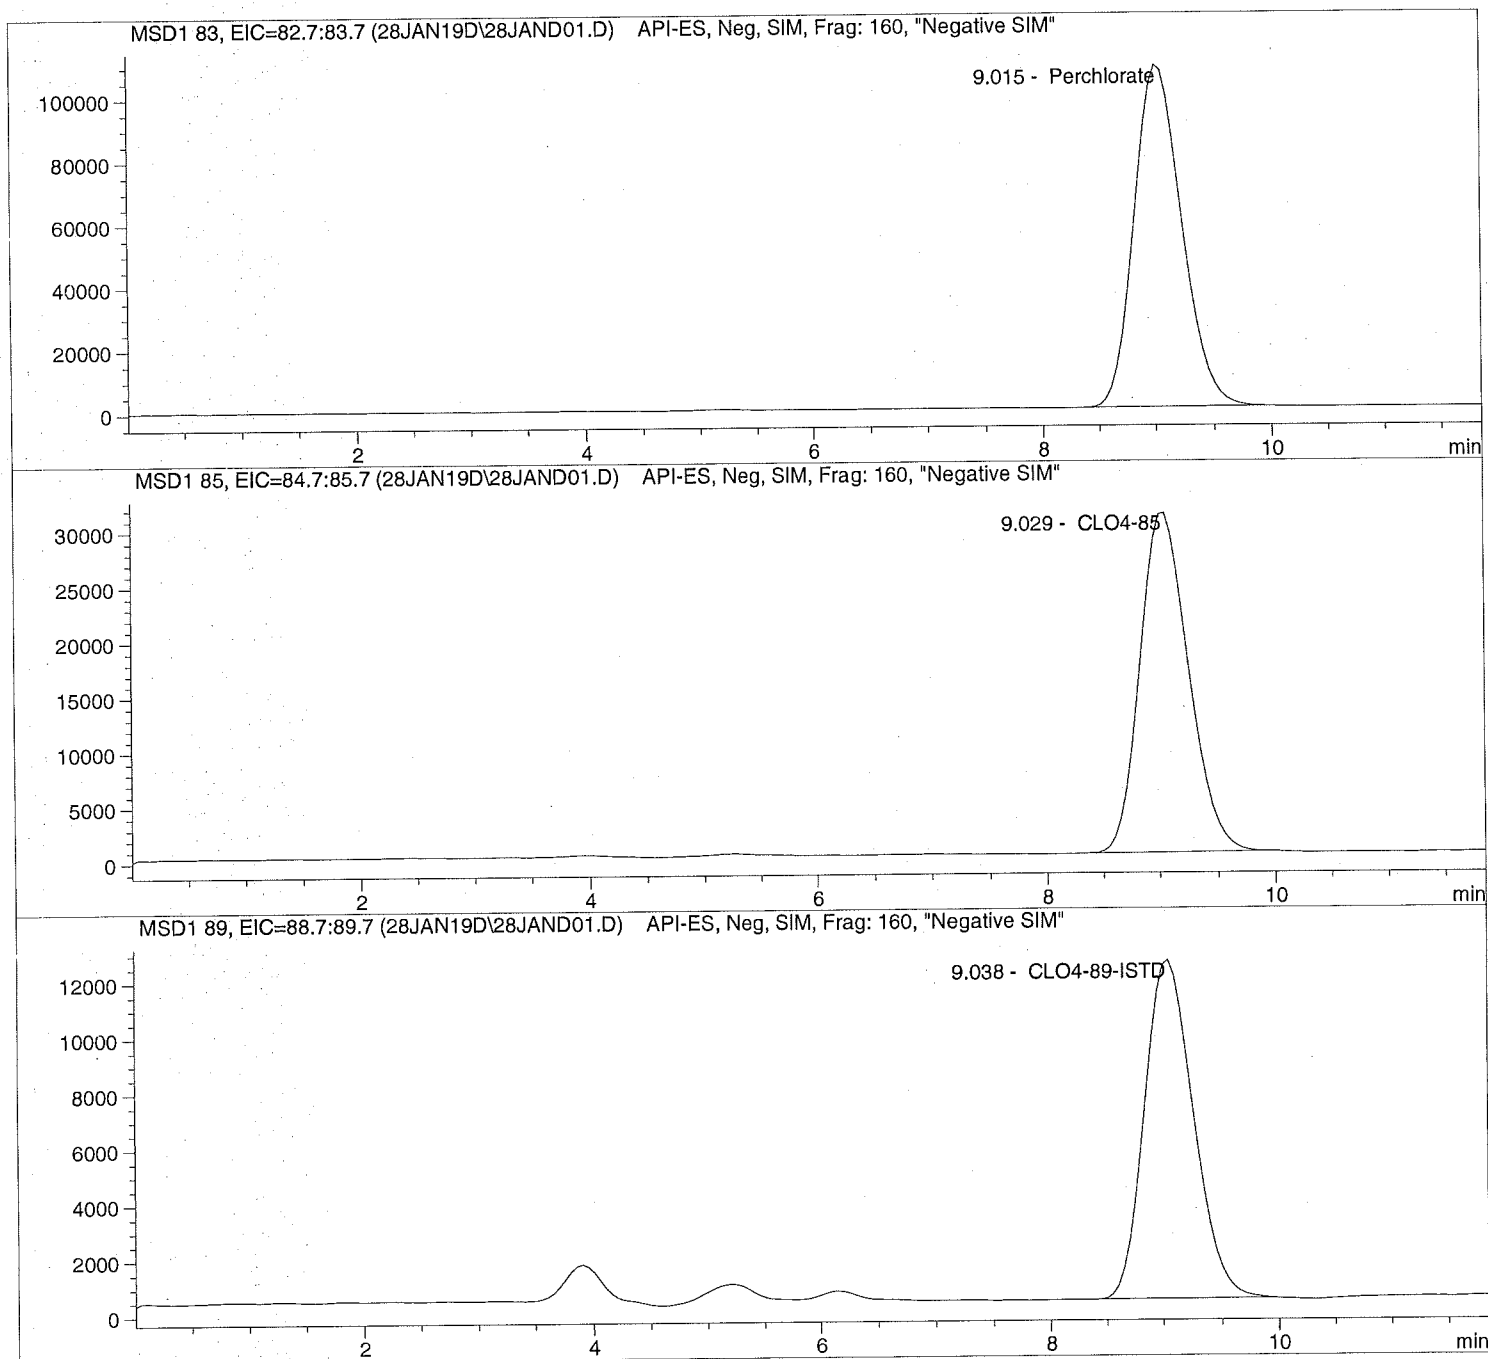 MSD1 83, EIC=82.7:83.7 (28JAN19D\28JAND01.D) API-ES, Neg, SIM, Frag: 160, "Negative SIM"
9.015 - Perchlorate
100000
80000
60000
40000
20000
0
2 4 6 8 10 min
MSD1 85, EIC=84.7:85.7 (28JAN19D\28JAND01.D) API-ES, Neg, SIM, Frag: 160, "Negative SIM"
9.029 - CLO4-85
30000
25000
20000
15000
10000
5000
0
2 4 6 8 10 min
MSD1 89, EIC=88.7:89.7 (28JAN19D\28JAND01.D) API-ES, Neg, SIM, Frag: 160, "Negative SIM"
9.038 - CLO4-89-ISTD
12000
10000
8000
6000
4000
2000
0
2 4 6 8 10 min